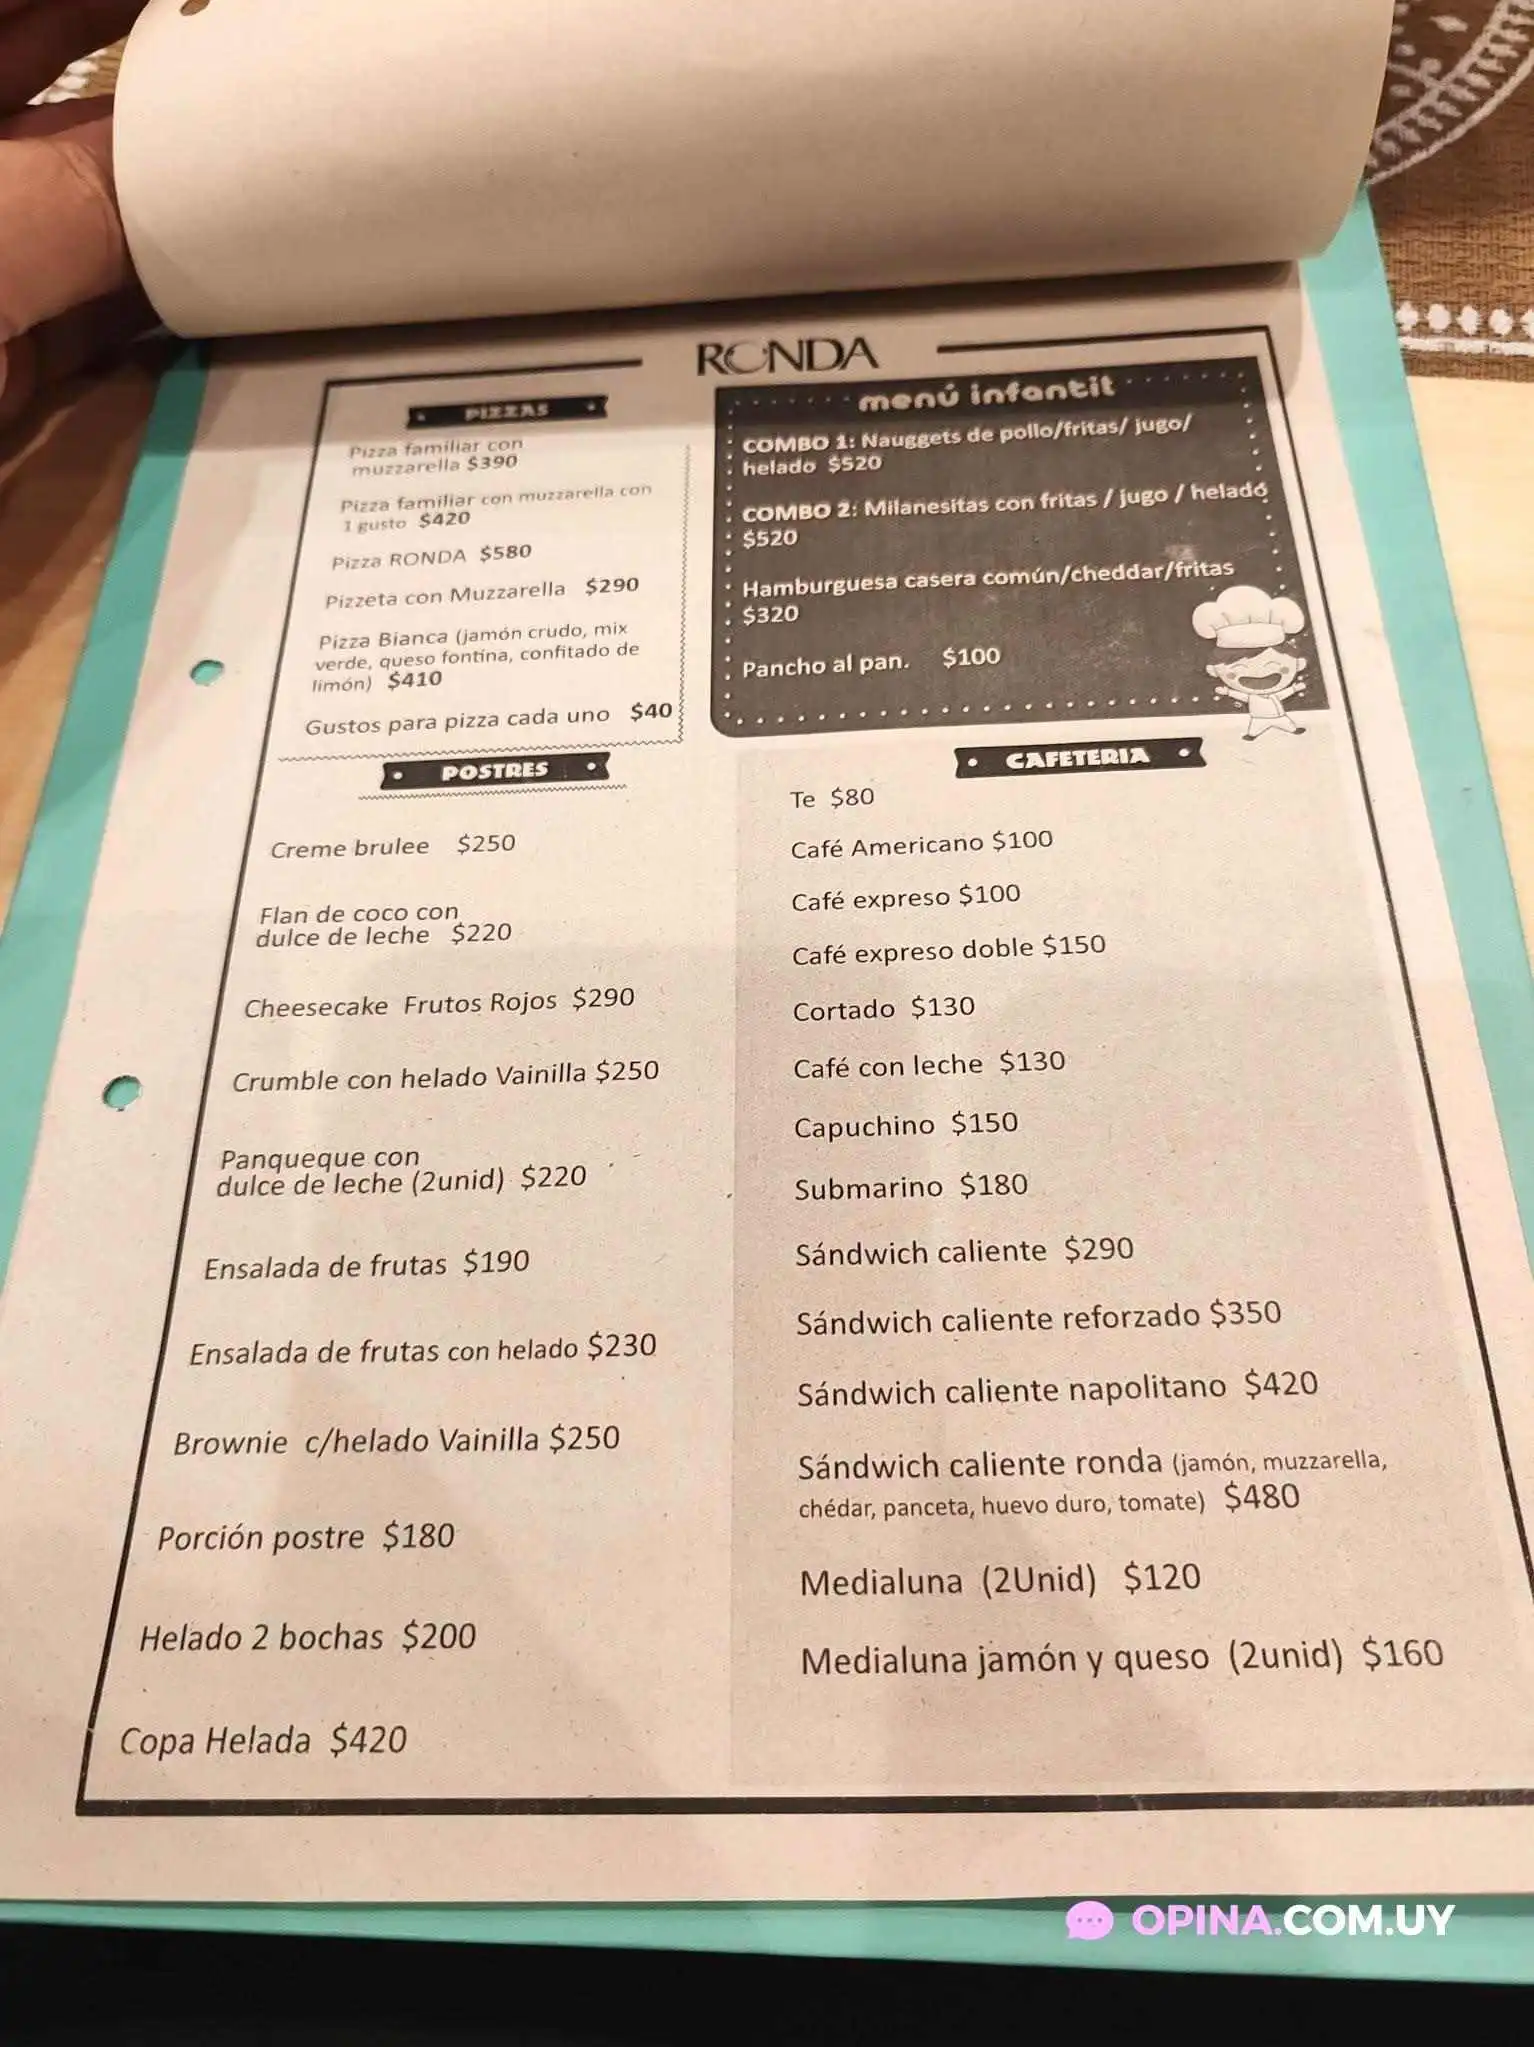 RONDA
PIZZAS
Pizza familiar con
muzzarella $390
Pizza familiar con muzzarella con
1 gusto $420
Pizza RONDA $580
Pizzeta con Muzzarella $290
Pizza Bianca (jamón crudo, mix
verde, queso fontina, confitado de
limón) $410
Gustos para pizza cada uno $40
menú infantil
COMBO 1: Nauggets de pollo/fritas/ jugo/
helado $520
COMBO 2: Milanesitas con fritas / jugo / helado
$520
Hamburguesa casera común/cheddar/fritas
$320
Pancho al pan. $100
POSTRES
Creme brulee $250
Flan de coco con
dulce de leche $220
Cheesecake Frutos Rojos $290
Crumble con helado Vainilla $250
Panqueque con
dulce de leche (2unid) $220
Ensalada de frutas $190
Ensalada de frutas con helado $230
Brownie c/helado Vainilla $250
Porción postre $180
Helado 2 bochas $200
Copa Helada $420
CAFETERIA
Te $80
Café Americano $100
Café expreso $100
Café expreso doble $150
Cortado $130
Café con leche $130
Capuchino $150
Submarino $180
Sándwich caliente $290
Sándwich caliente reforzado $350
Sándwich caliente napolitano $420
Sándwich caliente ronda (jamón, muzzarella,
chédar, panceta, huevo duro, tomate) $480
Medialuna (2Unid) $120
Medialuna jamón y queso (2unid) $160
OPINA.COM.UY